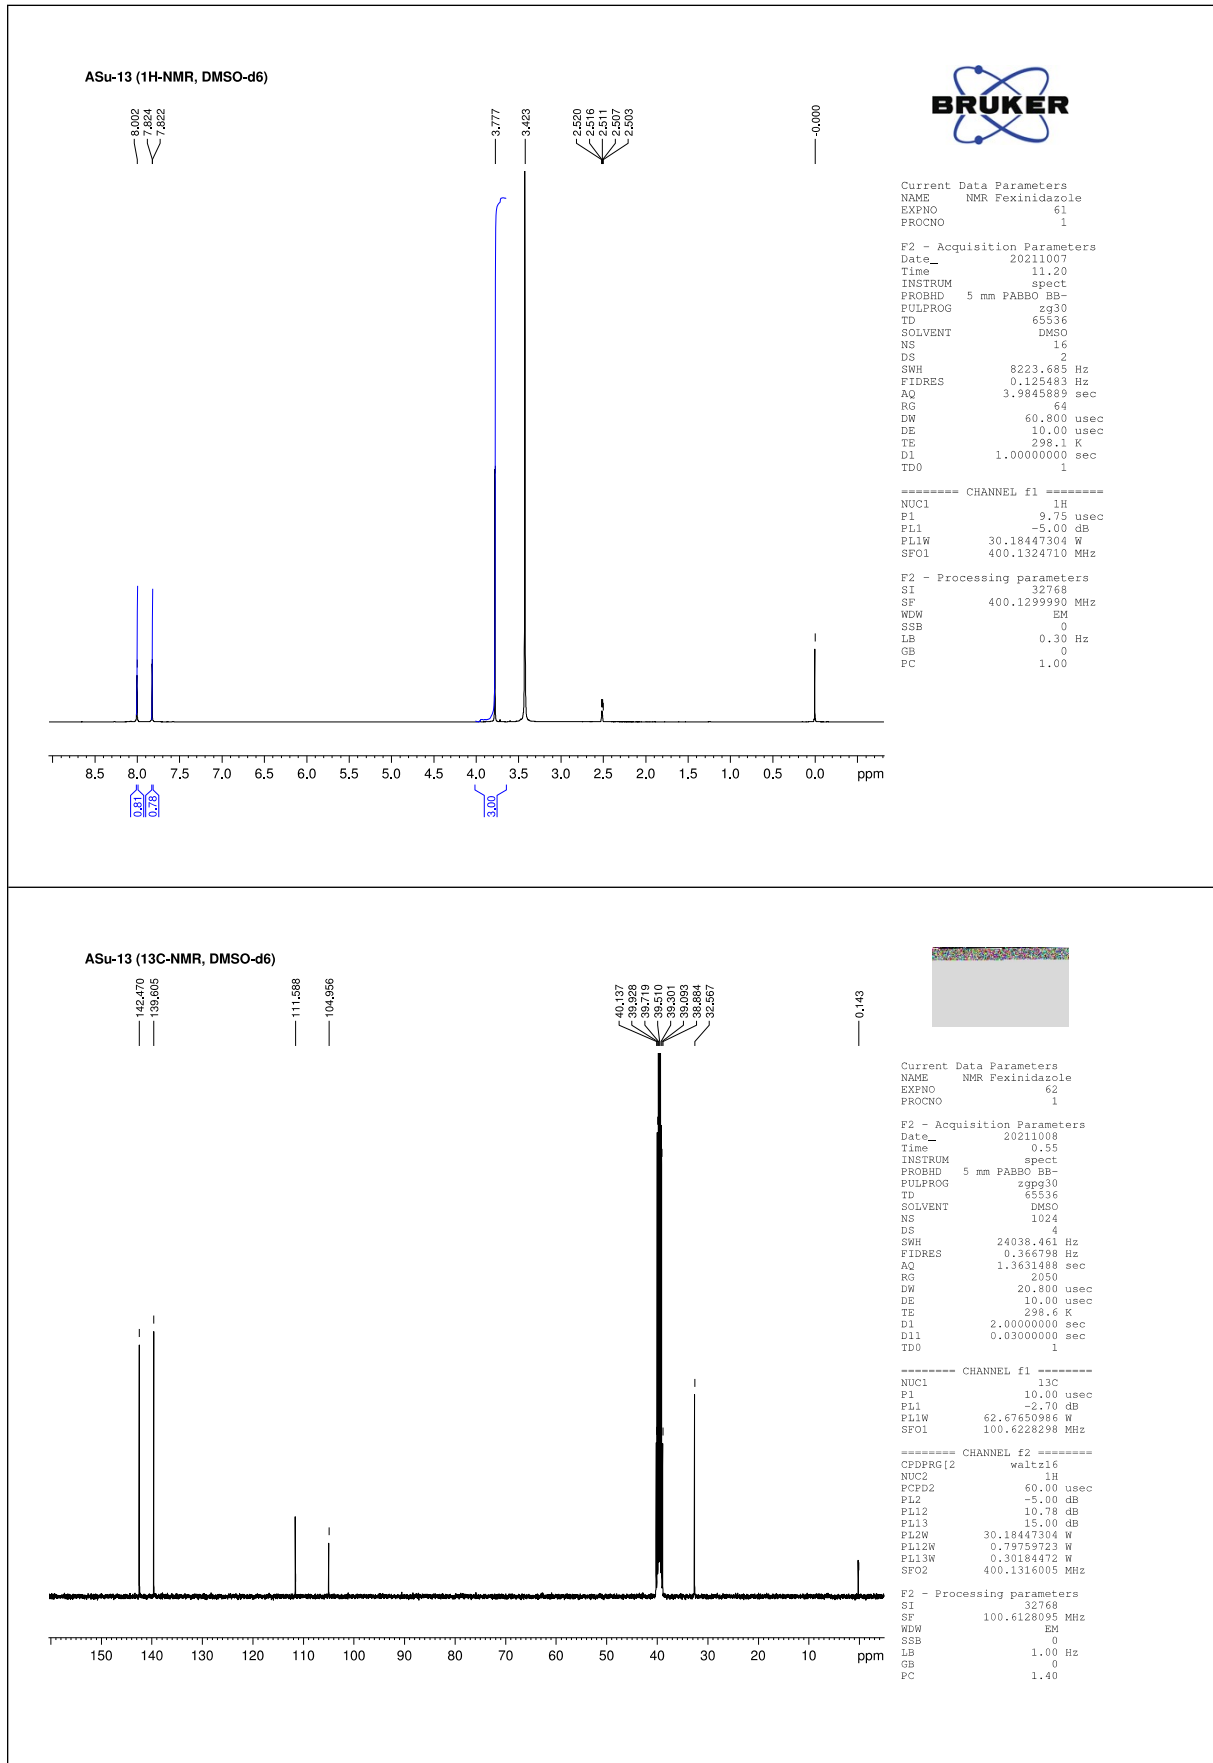 ASu-13 (1H-NMR, DMSO-d6)
8.002
7.824
7.822
3.777
3.423
2.520
2.516
2.511
2.507
2.503
-0.000
BRUKER
Current Data Parameters
NAME NMR Fexinidazole
EXPNO 61
PROCNO 1
F2 - Acquisition Parameters
Date_ 20211007
Time 11.20
INSTRUM spect
PROBHD 5 mm PABBO BB-
PULPROG zg30
TD 65536
SOLVENT DMSO
NS 16
DS 2
SWH 8223.685 Hz
FIDRES 0.125483 Hz
AQ 3.9845889 sec
RG 64
DW 60.800 usec
DE 10.00 usec
TE 298.1 K
D1 1.00000000 sec
TD0 1
======== CHANNEL f1 ========
NUC1 1H
P1 9.75 usec
PL1 -5.00 dB
PL1W 30.18447304 W
SFO1 400.1324710 MHz
F2 - Processing parameters
SI 32768
SF 400.1299990 MHz
WDW EM
SSB 0
LB 0.30 Hz
GB 0
PC 1.00
8.5 8.0 7.5 7.0 6.5 6.0 5.5 5.0 4.5 4.0 3.5 3.0 2.5 2.0 1.5 1.0 0.5 0.0 ppm
0.81
0.78
3.00
ASu-13 (13C-NMR, DMSO-d6)
142.470
139.605
111.588
104.956
40.137
39.928
39.719
39.510
39.301
39.093
38.884
32.567
0.143
Current Data Parameters
NAME NMR Fexinidazole
EXPNO 62
PROCNO 1
F2 - Acquisition Parameters
Date_ 20211008
Time 0.55
INSTRUM spect
PROBHD 5 mm PABBO BB-
PULPROG zgpg30
TD 65536
SOLVENT DMSO
NS 1024
DS 4
SWH 24038.461 Hz
FIDRES 0.366798 Hz
AQ 1.3631488 sec
RG 2050
DW 20.800 usec
DE 10.00 usec
TE 298.6 K
D1 2.00000000 sec
D11 0.03000000 sec
TD0 1
======== CHANNEL f1 ========
NUC1 13C
P1 10.00 usec
PL1 -2.70 dB
PL1W 62.67650986 W
SFO1 100.6228298 MHz
======== CHANNEL f2 ========
CPDPRG[2 waltz16
NUC2 1H
PCPD2 60.00 usec
PL2 -5.00 dB
PL12 10.78 dB
PL13 15.00 dB
PL2W 30.18447304 W
PL12W 0.79759723 W
PL13W 0.30184472 W
SFO2 400.1316005 MHz
F2 - Processing parameters
SI 32768
SF 100.6128095 MHz
WDW EM
SSB 0
LB 1.00 Hz
GB 0
PC 1.40
150 140 130 120 110 100 90 80 70 60 50 40 30 20 10 ppm